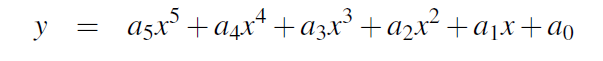 y = a₅x⁵ + a₄x⁴ + a₃x³ + a₂x² + a₁x + a₀